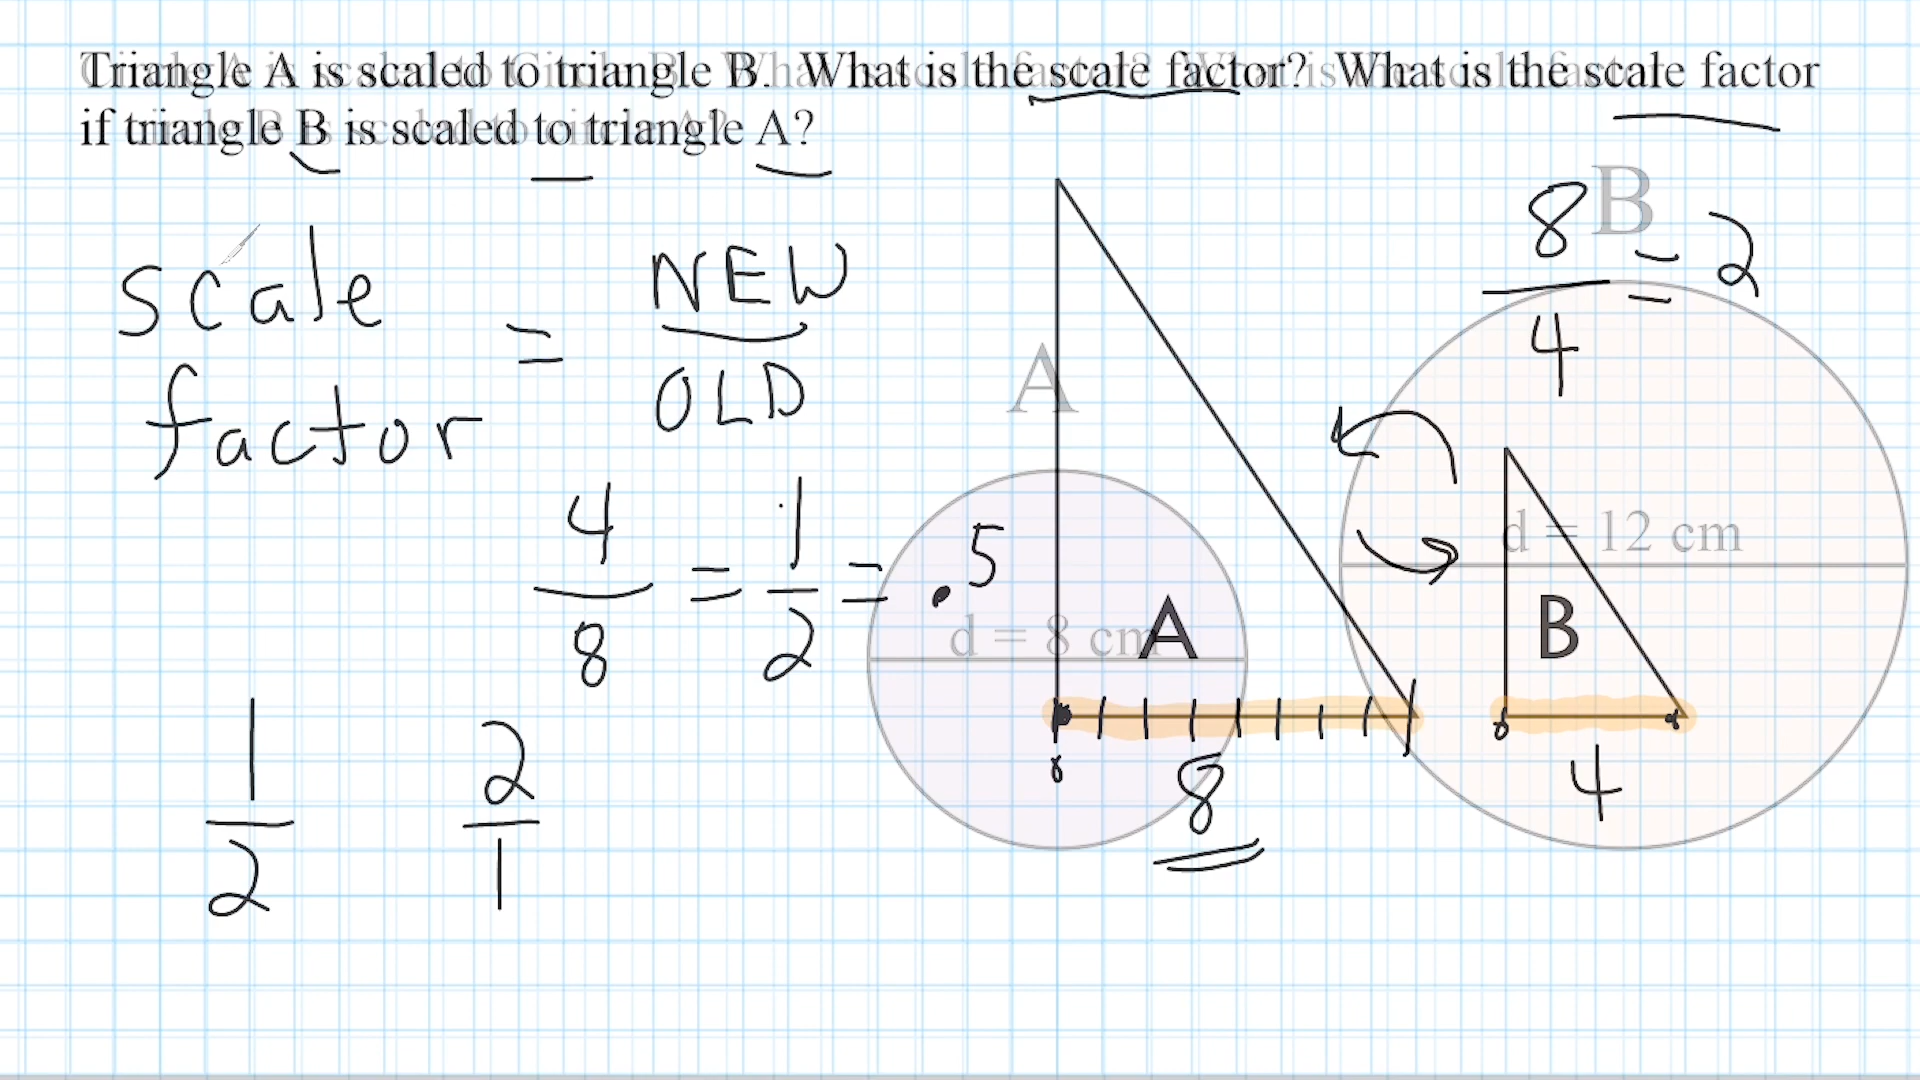 Triangle A is scaled to triangle B. What is the scale factor? What is the scale factor
if triangle B is scaled to triangle A?
scale
factor
=
NEW
OLD
4/8 = 1/2 = .5
1/2
2/1
8/4 = 2
A
B
d = 8 cm
d = 12 cm
A
B
8
4